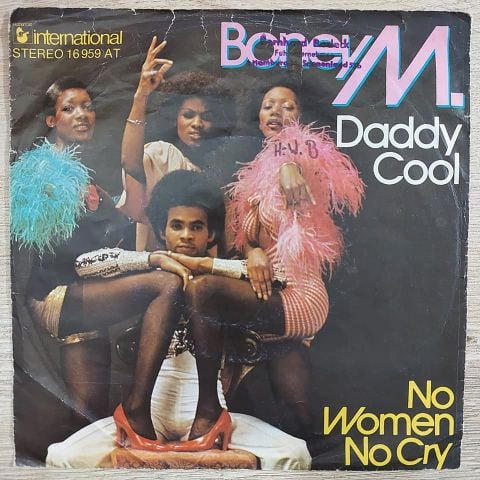 international
STEREO 16 959 AT
Boney M.
Daddy
Cool
H-W. B
No
Women
No Cry